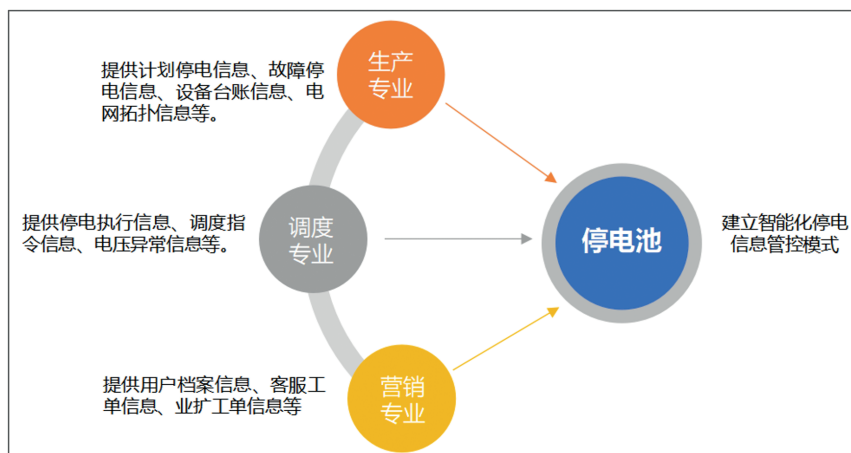 提供计划停电信息、故障停
电信息、设备台账信息、电
网拓扑信息等。
生产
专业
提供停电执行信息、调度指
令信息、电压异常信息等。
调度
专业
停电池
建立智能化停电
信息管控模式
提供用户档案信息、客服工
单信息、业扩工单信息等
营销
专业